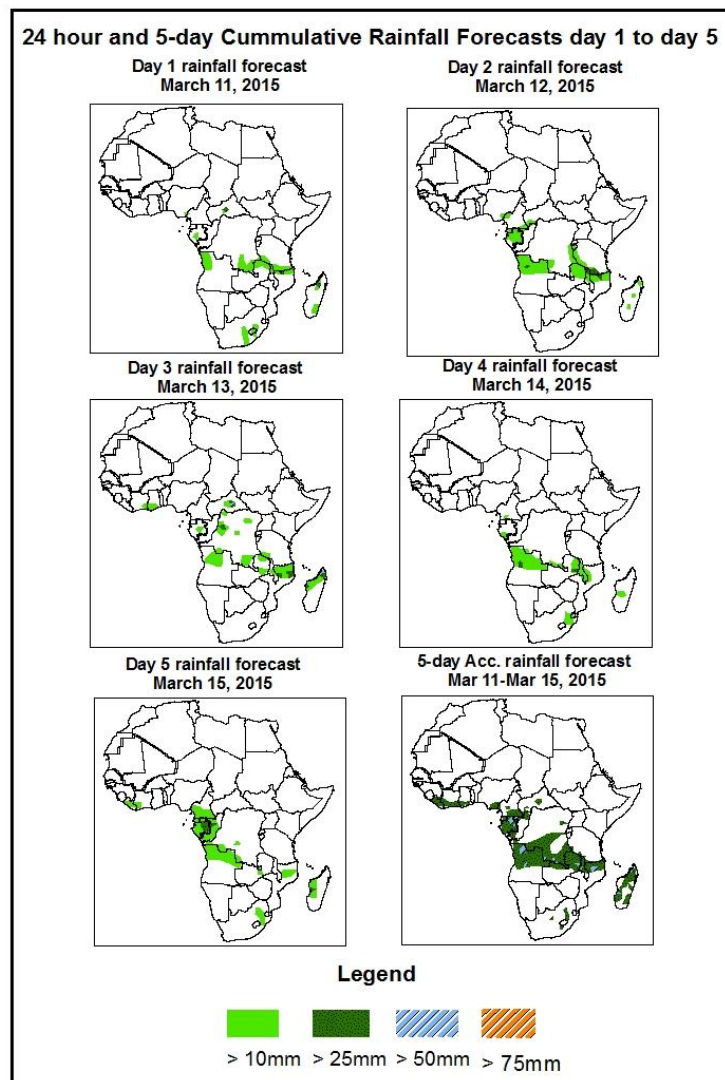 24 hour and 5-day Cummulative Rainfall Forecasts day 1 to day 5
Day 1 rainfall forecast
March 11, 2015
Day 2 rainfall forecast
March 12, 2015
Day 3 rainfall forecast
March 13, 2015
Day 4 rainfall forecast
March 14, 2015
Day 5 rainfall forecast
March 15, 2015
5-day Acc. rainfall forecast
Mar 11-Mar 15, 2015
Legend
> 10mm > 25mm > 50mm > 75mm